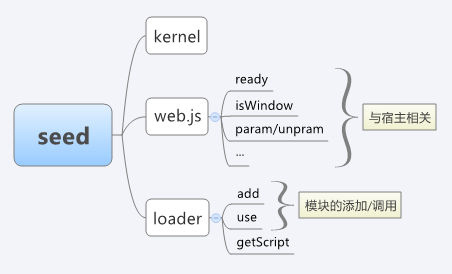 kernel
seed
web.js
ready
isWindow
param/unpram
...
与宿主相关
loader
add
use
getScript
模块的添加/调用